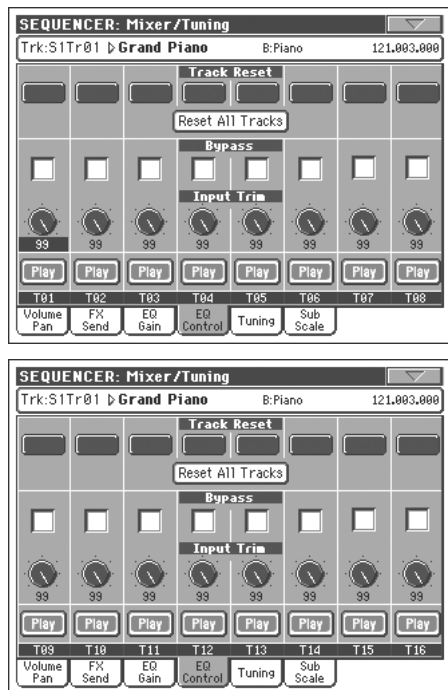 SEQUENCER: Mixer/Tuning
Trk:S1Tr01 ▷Grand Piano B:Piano 121.003.000
Track Reset
Reset All Tracks
Bypass
Input Trim
99 99 99 99 99 99 99 99
Play Play Play Play Play Play Play Play
T01 T02 T03 T04 T05 T06 T07 T08
Volume Pan FX Send EQ Gain EQ Control Tuning Sub Scale
SEQUENCER: Mixer/Tuning
Trk:S1Tr01 ▷Grand Piano B:Piano 121.003.000
Track Reset
Reset All Tracks
Bypass
Input Trim
99 99 99 99 99 99 99 99
Play Play Play Play Play Play Play Play
T09 T10 T11 T12 T13 T14 T15 T16
Volume Pan FX Send EQ Gain EQ Control Tuning Sub Scale